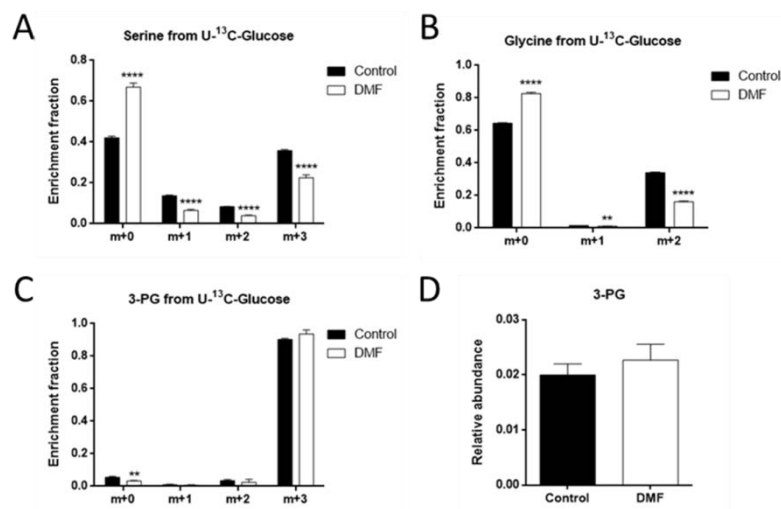 A
Serine from U-¹³C-Glucose
Enrichment fraction
0.8
0.6
0.4
0.2
0.0
****
****
****
****
m+0 m+1 m+2 m+3
Control
DMF
B
Glycine from U-¹³C-Glucose
Enrichment fraction
1.0
0.8
0.6
0.4
0.2
0.0
****
**
****
m+0 m+1 m+2
Control
DMF
C
3-PG from U-¹³C-Glucose
Enrichment fraction
1.0
0.8
0.6
0.4
0.2
0.0
**
m+0 m+1 m+2 m+3
Control
DMF
D
3-PG
Relative abundance
0.03
0.02
0.01
0.00
Control DMF